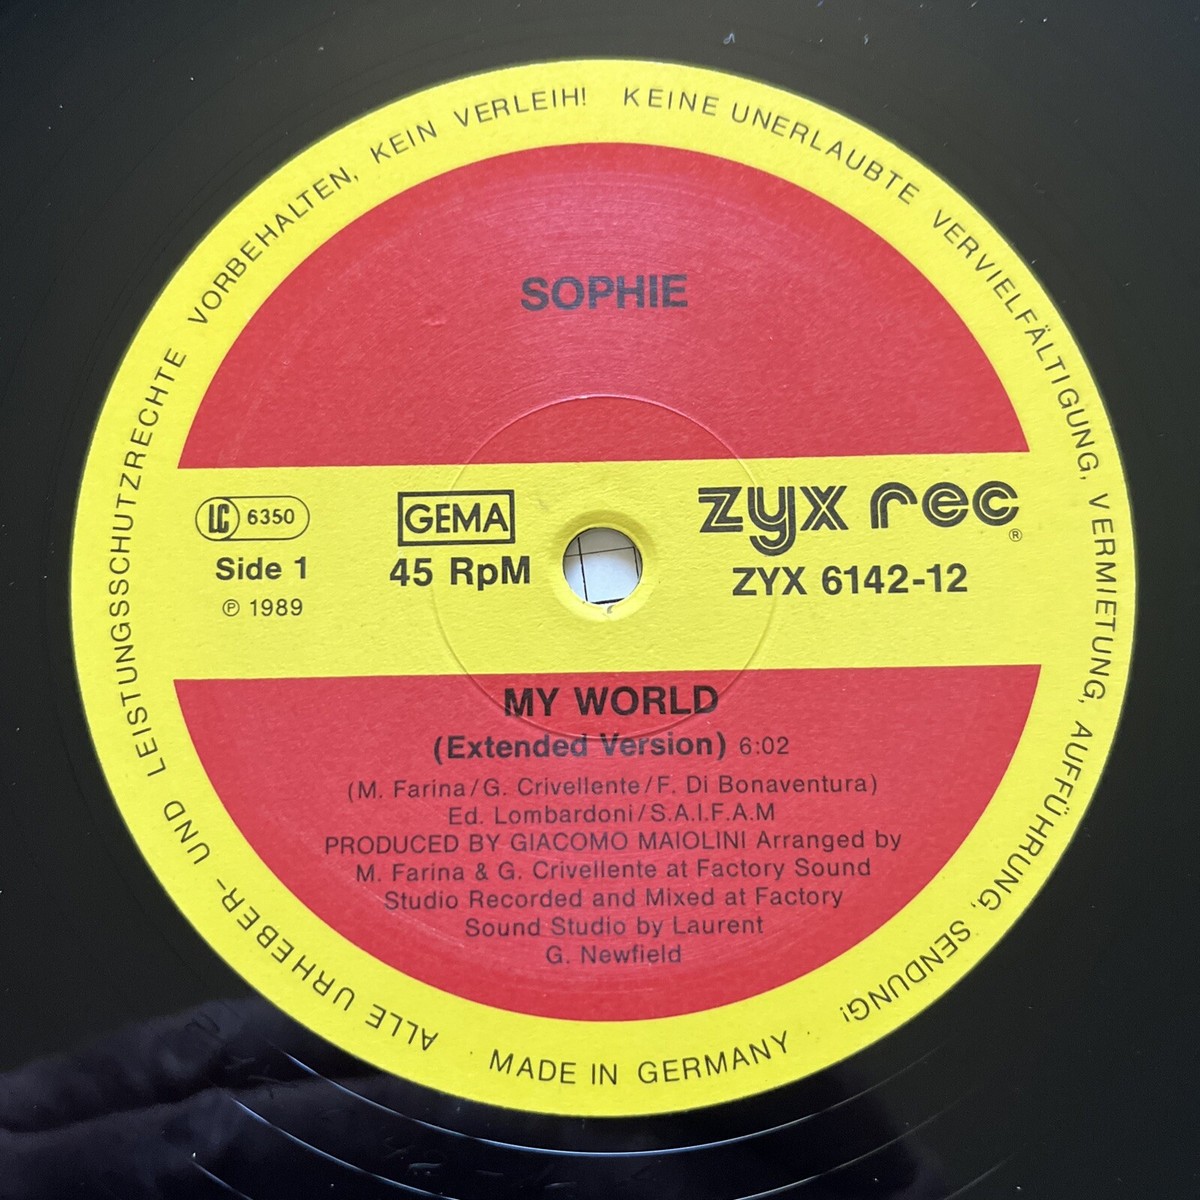 ALLE URHEBER- UND LEISTUNGSSCHUTZRECHTE VORBEHALTEN, KEIN VERLEIH! KEINE UNERLAUBTE VERVIELFÄLTIGUNG, VERMIETUNG, AUFFÜHRUNG, SENDUNG!
SOPHIE
LC 6350
GEMA
zyx rec ®
Side 1
45 RpM
ZYX 6142-12
℗ 1989
MY WORLD
(Extended Version) 6:02
(M. Farina/G. Crivellente/F. Di Bonaventura)
Ed. Lombardoni/S.A.I.F.A.M
PRODUCED BY GIACOMO MAIOLINI Arranged by
M. Farina & G. Crivellente at Factory Sound
Studio Recorded and Mixed at Factory
Sound Studio by Laurent
G. Newfield
· MADE IN GERMANY ·